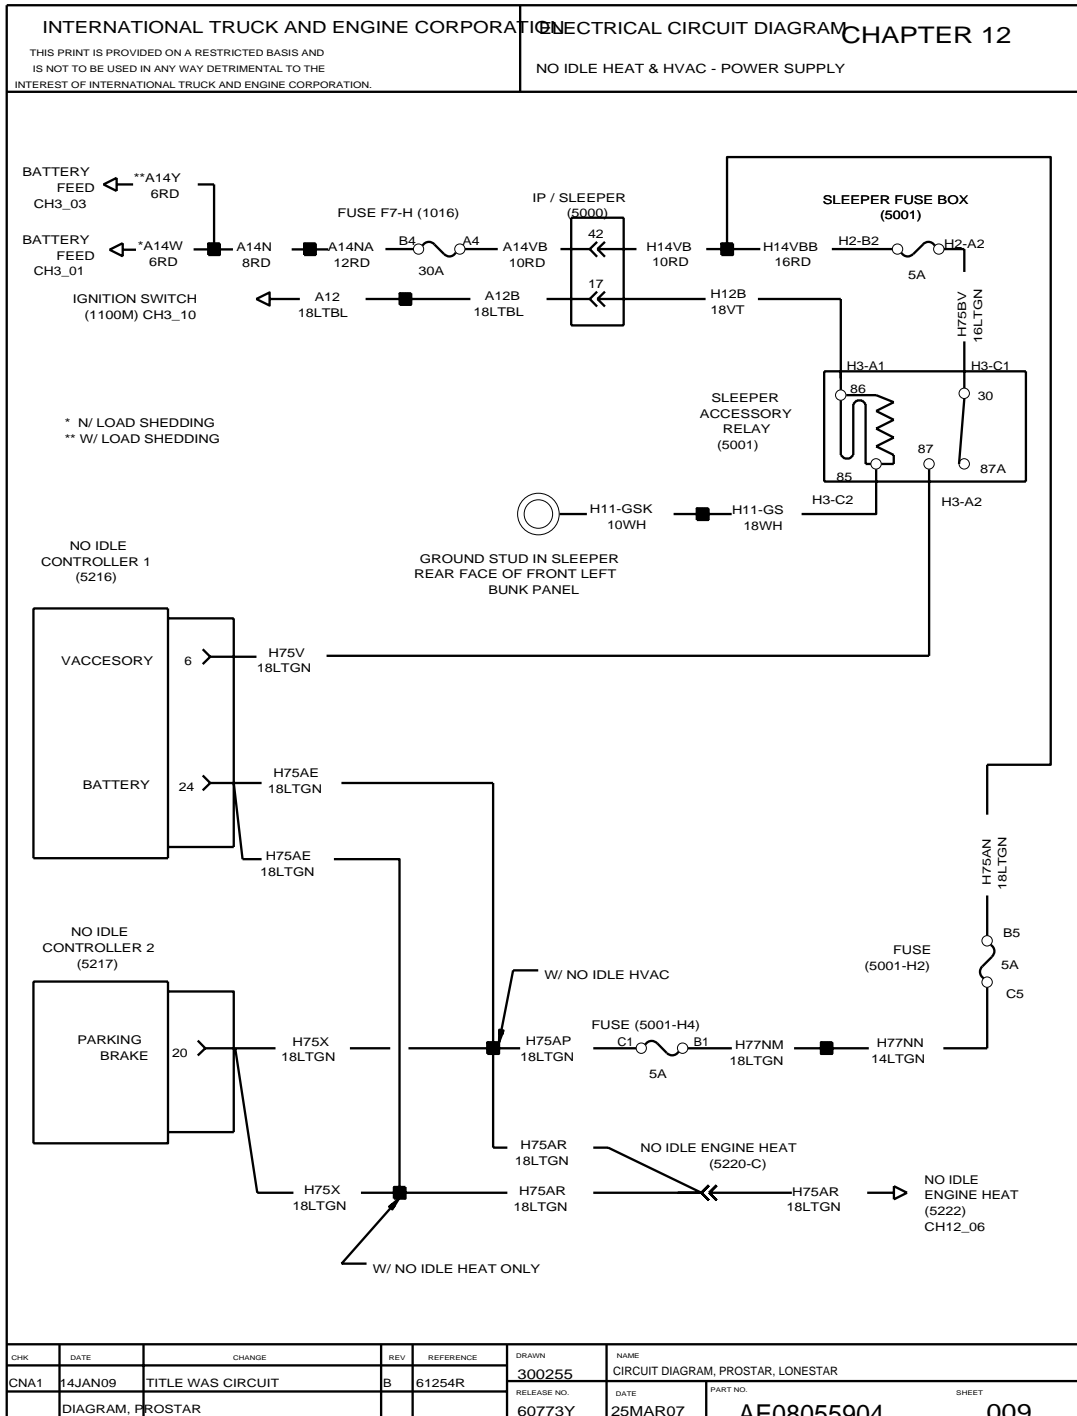 INTERNATIONAL TRUCK AND ENGINE CORPORATION
ELECTRICAL CIRCUIT DIAGRAM
CHAPTER 12
THIS PRINT IS PROVIDED ON A RESTRICTED BASIS AND
IS NOT TO BE USED IN ANY WAY DETRIMENTAL TO THE
INTEREST OF INTERNATIONAL TRUCK AND ENGINE CORPORATION.
NO IDLE HEAT & HVAC - POWER SUPPLY
BATTERY
FEED
CH3_03
**A14Y
6RD
BATTERY
FEED
CH3_01
*A14W
6RD
A14N
8RD
A14NA
12RD
FUSE F7-H (1016)
B4
A4
30A
A14VB
10RD
IP / SLEEPER
(5000)
42
17
H14VB
10RD
H14VBB
16RD
SLEEPER FUSE BOX
(5001)
H2-B2
H2-A2
5A
IGNITION SWITCH
(1100M) CH3_10
A12
18LTBL
A12B
18LTBL
H12B
18VT
H75BV
16LTGN
H3-A1
H3-C1
86
30
SLEEPER
ACCESSORY
RELAY
(5001)
87
85
87A
H3-C2
H3-A2
* N/ LOAD SHEDDING
** W/ LOAD SHEDDING
H11-GSK
10WH
H11-GS
18WH
GROUND STUD IN SLEEPER
REAR FACE OF FRONT LEFT
BUNK PANEL
NO IDLE
CONTROLLER 1
(5216)
VACCESORY
6
H75V
18LTGN
BATTERY
24
H75AE
18LTGN
H75AE
18LTGN
H75AN
18LTGN
NO IDLE
CONTROLLER 2
(5217)
FUSE
(5001-H2)
B5
5A
C5
W/ NO IDLE HVAC
PARKING
BRAKE
20
H75X
18LTGN
H75AP
18LTGN
FUSE (5001-H4)
C1
B1
5A
H77NM
18LTGN
H77NN
14LTGN
H75AR
18LTGN
NO IDLE ENGINE HEAT
(5220-C)
H75X
18LTGN
H75AR
18LTGN
H75AR
18LTGN
NO IDLE
ENGINE HEAT
(5222)
CH12_06
W/ NO IDLE HEAT ONLY
CHK
DATE
CHANGE
REV
REFERENCE
DRAWN
NAME
CNA1
14JAN09
TITLE WAS CIRCUIT
B
61254R
300255
CIRCUIT DIAGRAM, PROSTAR, LONESTAR
DIAGRAM, PROSTAR
RELEASE NO.
DATE
PART NO.
SHEET
60773Y
25MAR07
AE08055904
009